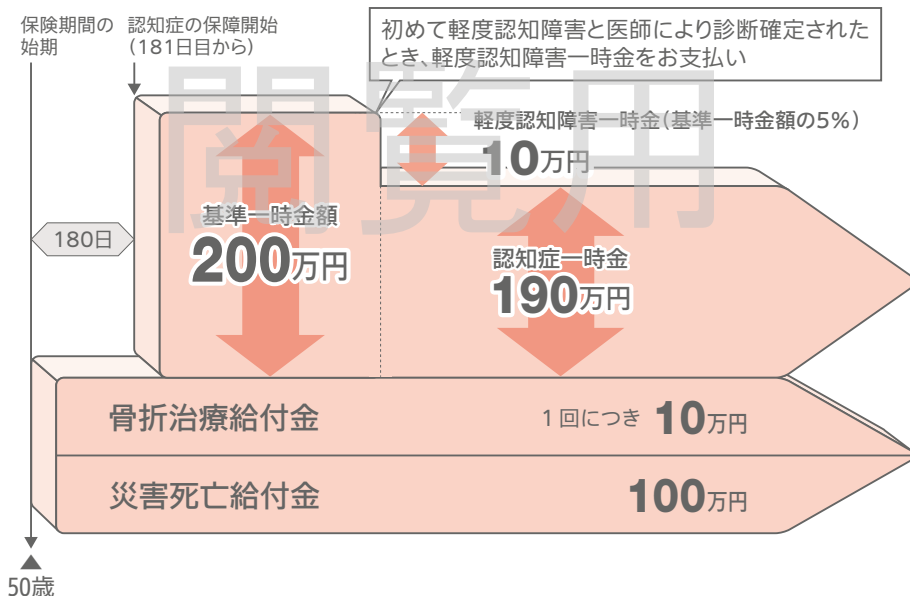 保険期間の
始期
認知症の保障開始
(181日目から)
初めて軽度認知障害と医師により診断確定された
とき、軽度認知障害一時金をお支払い
閲覧用
軽度認知障害一時金(基準一時金額の5%)
10万円
180日
基準一時金額
200万円
認知症一時金
190万円
骨折治療給付金
1回につき 10万円
災害死亡給付金
100万円
50歳